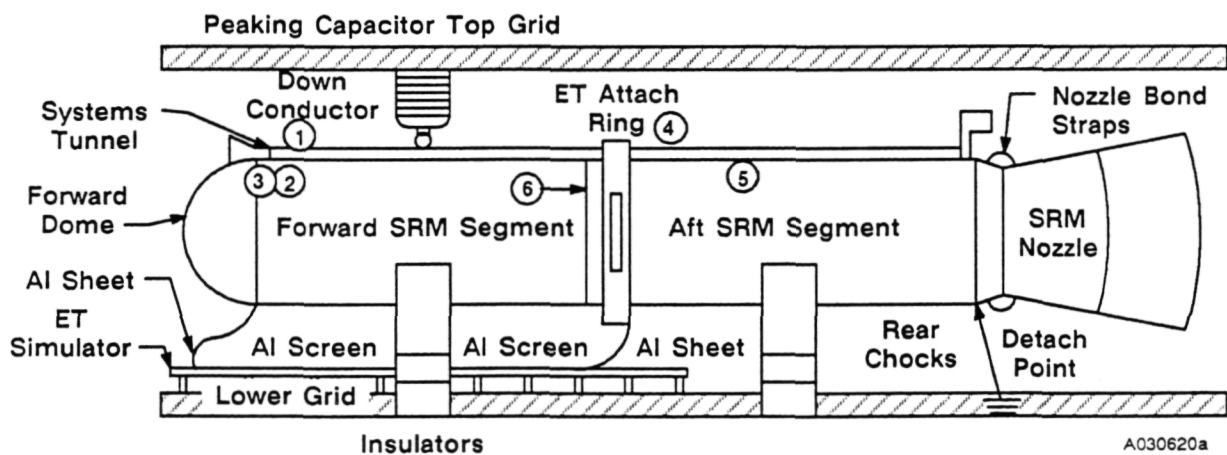 Peaking Capacitor Top Grid
Down
Conductor
Systems
Tunnel
1
ET Attach
Ring
4
Nozzle Bond
Straps
3
2
6
5
Forward
Dome
Forward SRM Segment
Aft SRM Segment
SRM
Nozzle
Al Sheet
ET
Simulator
Al Screen
Al Screen
Al Sheet
Rear
Chocks
Detach
Point
Lower Grid
Insulators
A030620a